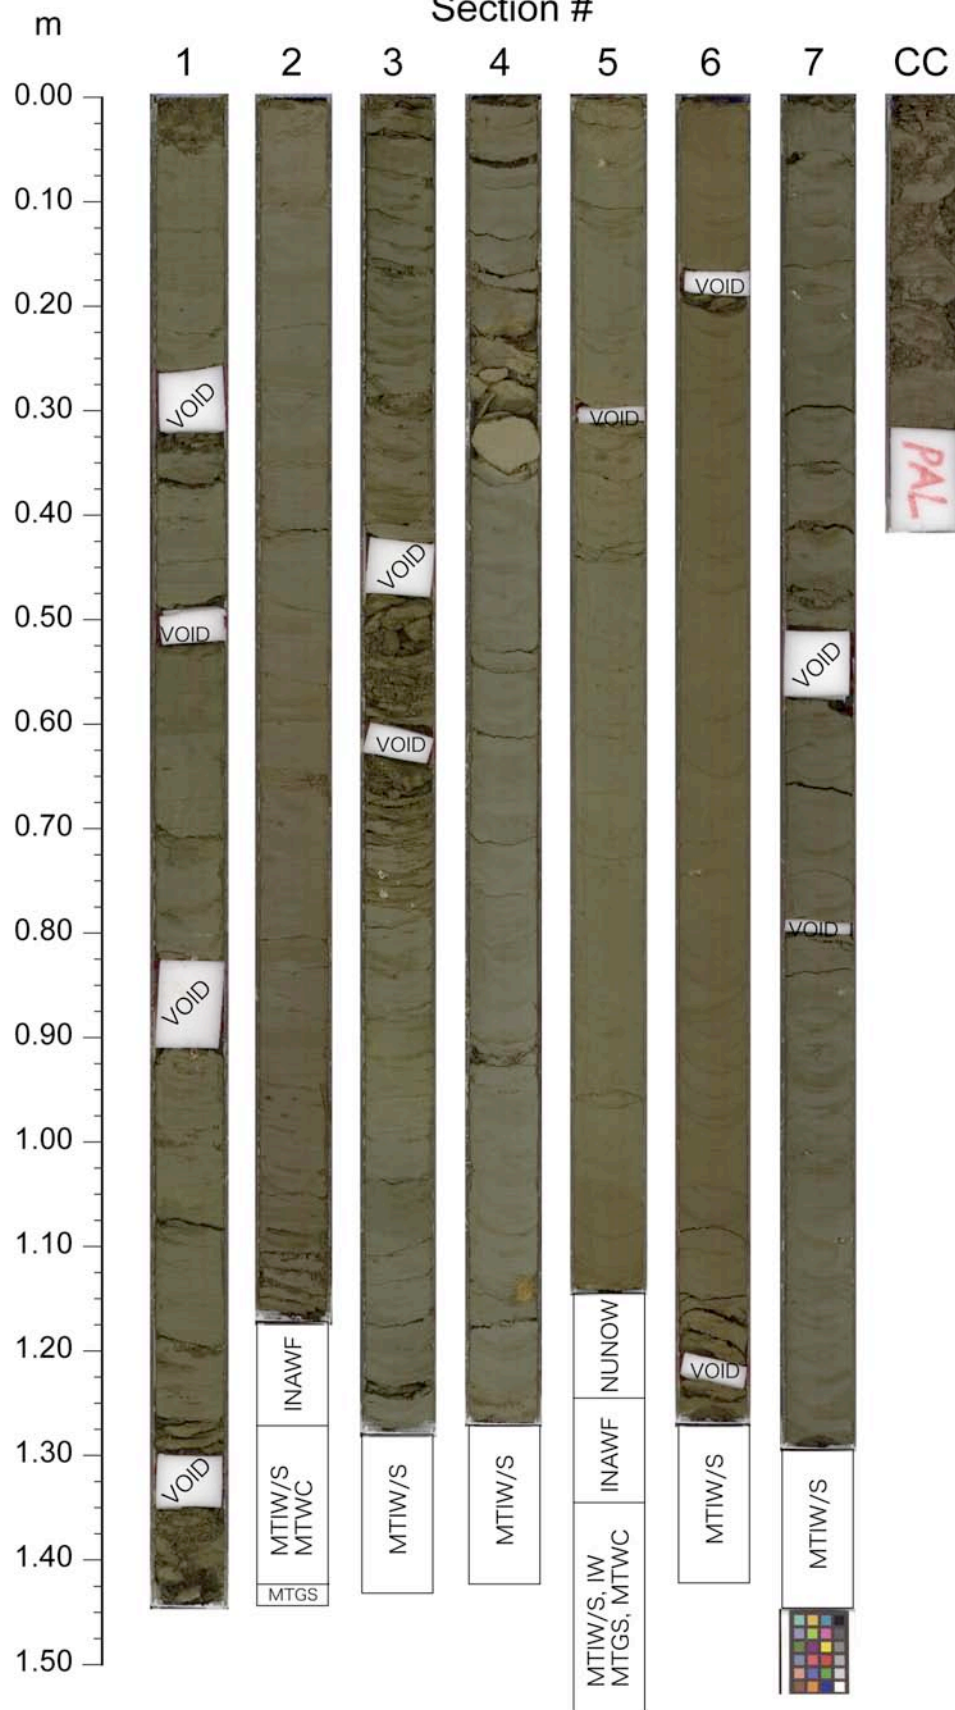 Section #
m
1 2 3 4 5 6 7 CC
0.00
0.10
0.20
0.30
0.40
0.50
0.60
0.70
0.80
0.90
1.00
1.10
1.20
1.30
1.40
1.50
VOID
VOID
VOID
VOID
INAWF
MTIW/S
MTWC
MTGS
VOID
VOID
MTIW/S
MTIW/S
VOID
NUNOW
INAWF
MTIW/S, IW
MTGS, MTWC
VOID
VOID
MTIW/S
VOID
VOID
MTIW/S
PAL